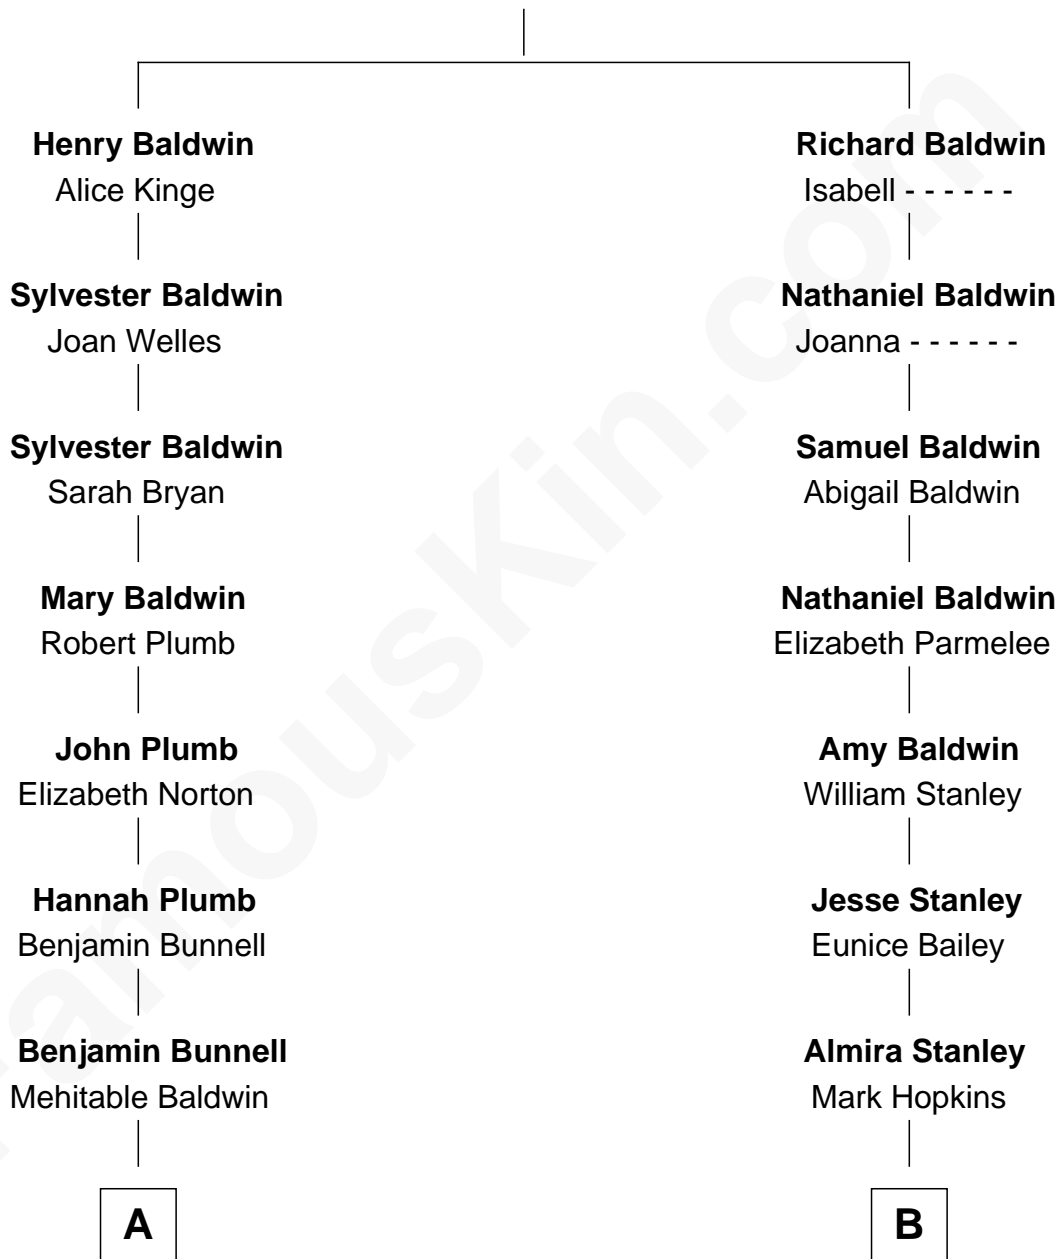 Henry Baldwin
Alice Kinge
Sylvester Baldwin
Joan Welles
Sylvester Baldwin
Sarah Bryan
Mary Baldwin
Robert Plumb
John Plumb
Elizabeth Norton
Hannah Plumb
Benjamin Bunnell
Benjamin Bunnell
Mehitable Baldwin
A
Richard Baldwin
Isabell - - - - - -
Nathaniel Baldwin
Joanna - - - - - -
Samuel Baldwin
Abigail Baldwin
Nathaniel Baldwin
Elizabeth Parmelee
Amy Baldwin
William Stanley
Jesse Stanley
Eunice Bailey
Almira Stanley
Mark Hopkins
B
FamousKin.com